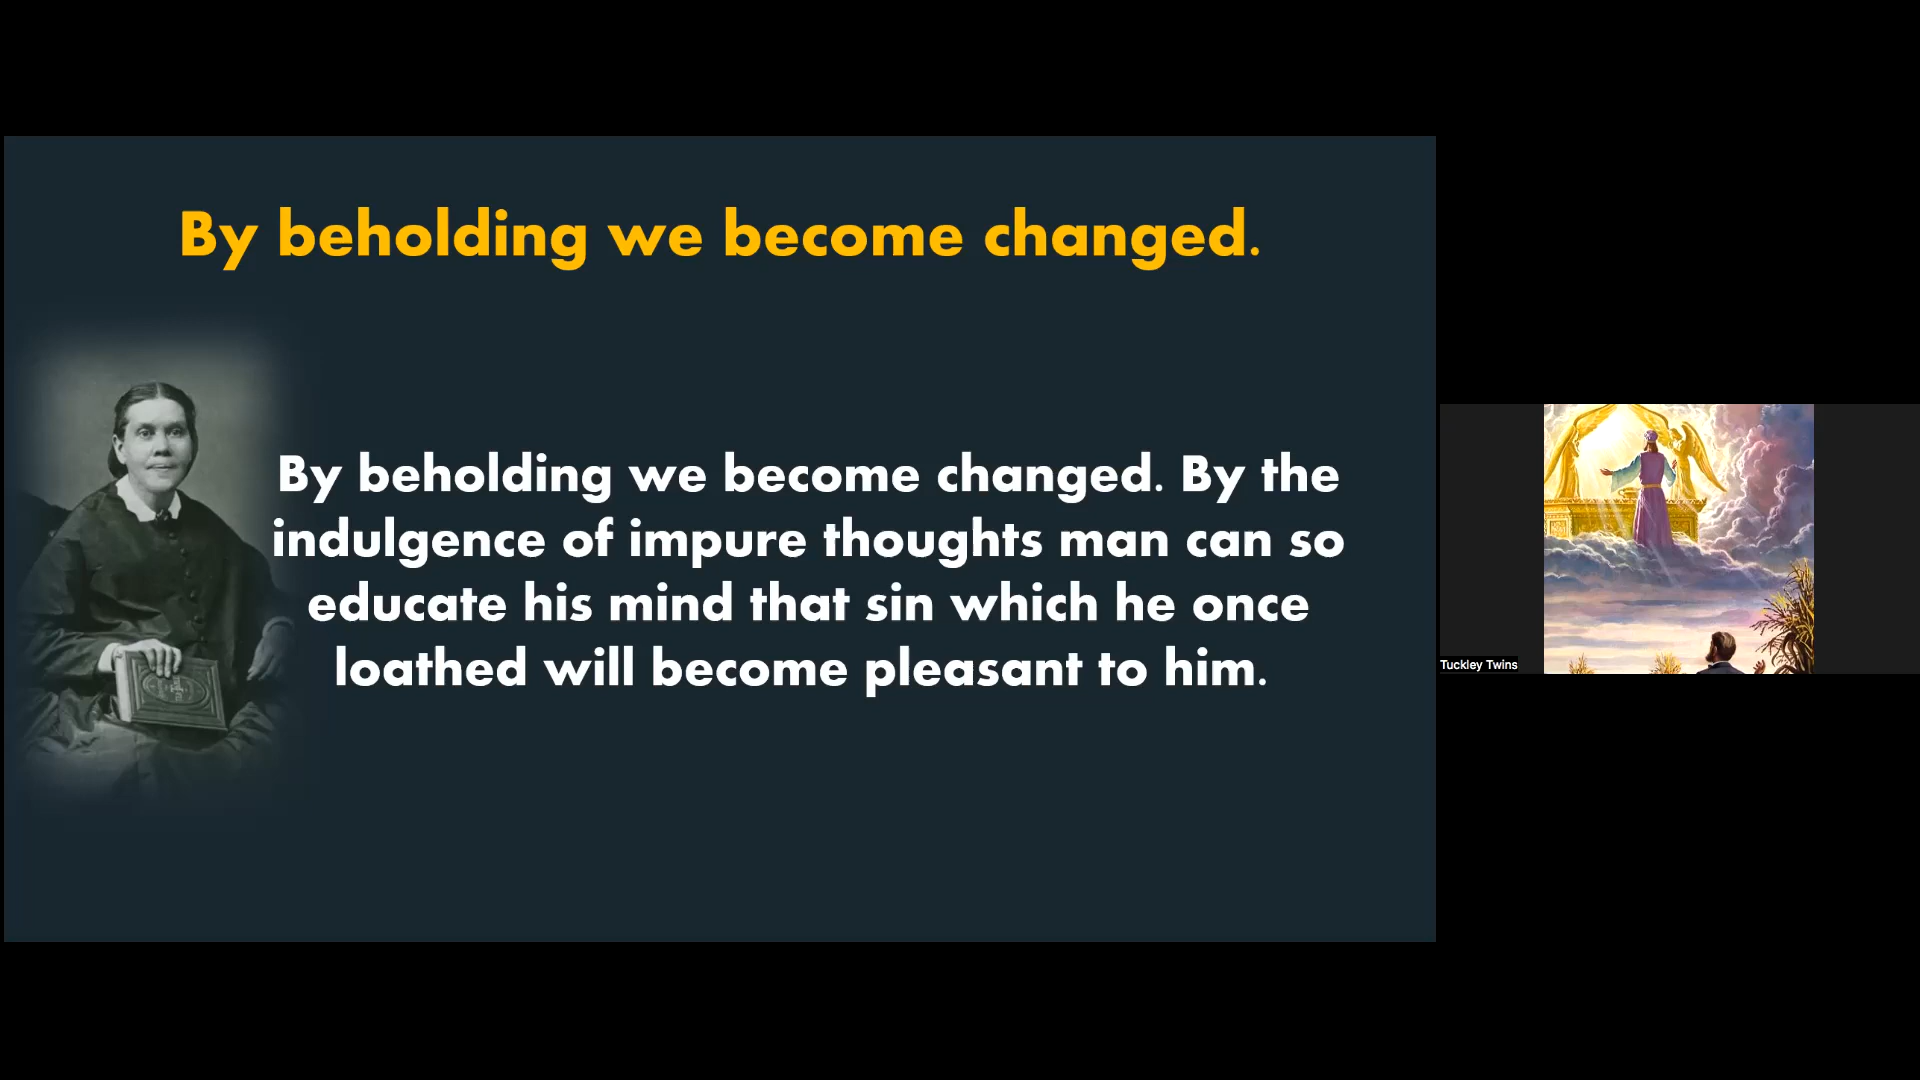 By beholding we become changed.
By beholding we become changed. By the
indulgence of impure thoughts man can so
educate his mind that sin which he once
loathed will become pleasant to him.
Tuckley Twins